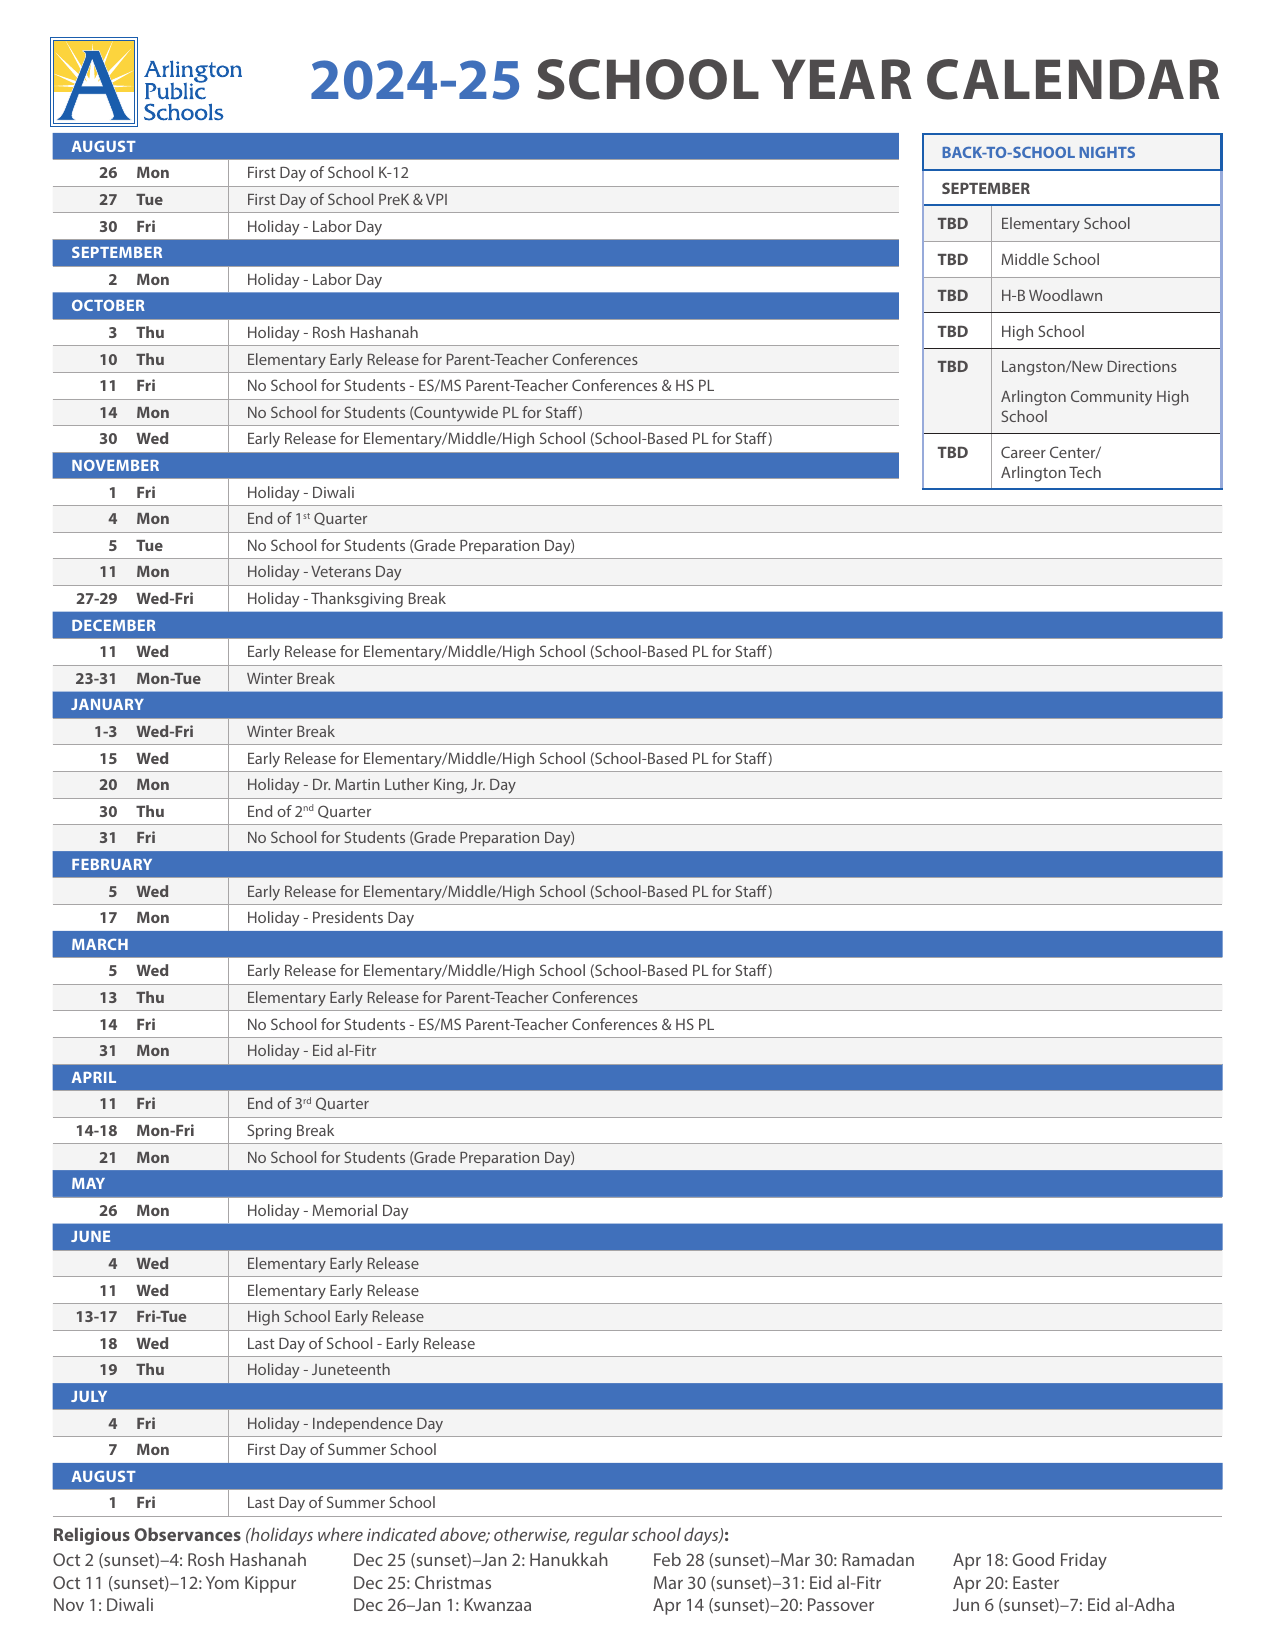 Arlington
Public
Schools
2024-25 SCHOOL YEAR CALENDAR
AUGUST
26 Mon First Day of School K-12
27 Tue First Day of School PreK & VPI
30 Fri Holiday - Labor Day
SEPTEMBER
2 Mon Holiday - Labor Day
OCTOBER
3 Thu Holiday - Rosh Hashanah
10 Thu Elementary Early Release for Parent-Teacher Conferences
11 Fri No School for Students - ES/MS Parent-Teacher Conferences & HS PL
14 Mon No School for Students (Countywide PL for Staff)
30 Wed Early Release for Elementary/Middle/High School (School-Based PL for Staff)
NOVEMBER
1 Fri Holiday - Diwali
4 Mon End of 1st Quarter
5 Tue No School for Students (Grade Preparation Day)
11 Mon Holiday - Veterans Day
27-29 Wed-Fri Holiday - Thanksgiving Break
BACK-TO-SCHOOL NIGHTS
SEPTEMBER
TBD Elementary School
TBD Middle School
TBD H-B Woodlawn
TBD High School
TBD Langston/New Directions
Arlington Community High
School
TBD Career Center/
Arlington Tech
DECEMBER
11 Wed Early Release for Elementary/Middle/High School (School-Based PL for Staff)
23-31 Mon-Tue Winter Break
JANUARY
1-3 Wed-Fri Winter Break
15 Wed Early Release for Elementary/Middle/High School (School-Based PL for Staff)
20 Mon Holiday - Dr. Martin Luther King, Jr. Day
30 Thu End of 2nd Quarter
31 Fri No School for Students (Grade Preparation Day)
FEBRUARY
5 Wed Early Release for Elementary/Middle/High School (School-Based PL for Staff)
17 Mon Holiday - Presidents Day
MARCH
5 Wed Early Release for Elementary/Middle/High School (School-Based PL for Staff)
13 Thu Elementary Early Release for Parent-Teacher Conferences
14 Fri No School for Students - ES/MS Parent-Teacher Conferences & HS PL
31 Mon Holiday - Eid al-Fitr
APRIL
11 Fri End of 3rd Quarter
14-18 Mon-Fri Spring Break
21 Mon No School for Students (Grade Preparation Day)
MAY
26 Mon Holiday - Memorial Day
JUNE
4 Wed Elementary Early Release
11 Wed Elementary Early Release
13-17 Fri-Tue High School Early Release
18 Wed Last Day of School - Early Release
19 Thu Holiday - Juneteenth
JULY
4 Fri Holiday - Independence Day
7 Mon First Day of Summer School
AUGUST
1 Fri Last Day of Summer School
Religious Observances (holidays where indicated above; otherwise, regular school days):
Oct 2 (sunset)–4: Rosh Hashanah
Oct 11 (sunset)–12: Yom Kippur
Nov 1: Diwali
Dec 25 (sunset)–Jan 2: Hanukkah
Dec 25: Christmas
Dec 26–Jan 1: Kwanzaa
Feb 28 (sunset)–Mar 30: Ramadan
Mar 30 (sunset)–31: Eid al-Fitr
Apr 14 (sunset)–20: Passover
Apr 18: Good Friday
Apr 20: Easter
Jun 6 (sunset)–7: Eid al-Adha